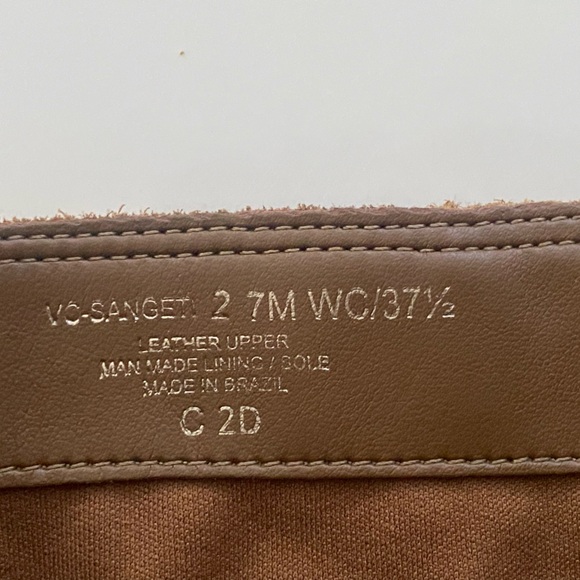 VC-SANGETI 2 7M WC/37½
LEATHER UPPER
MAN MADE LINING / SOLE
MADE IN BRAZIL
C 2D